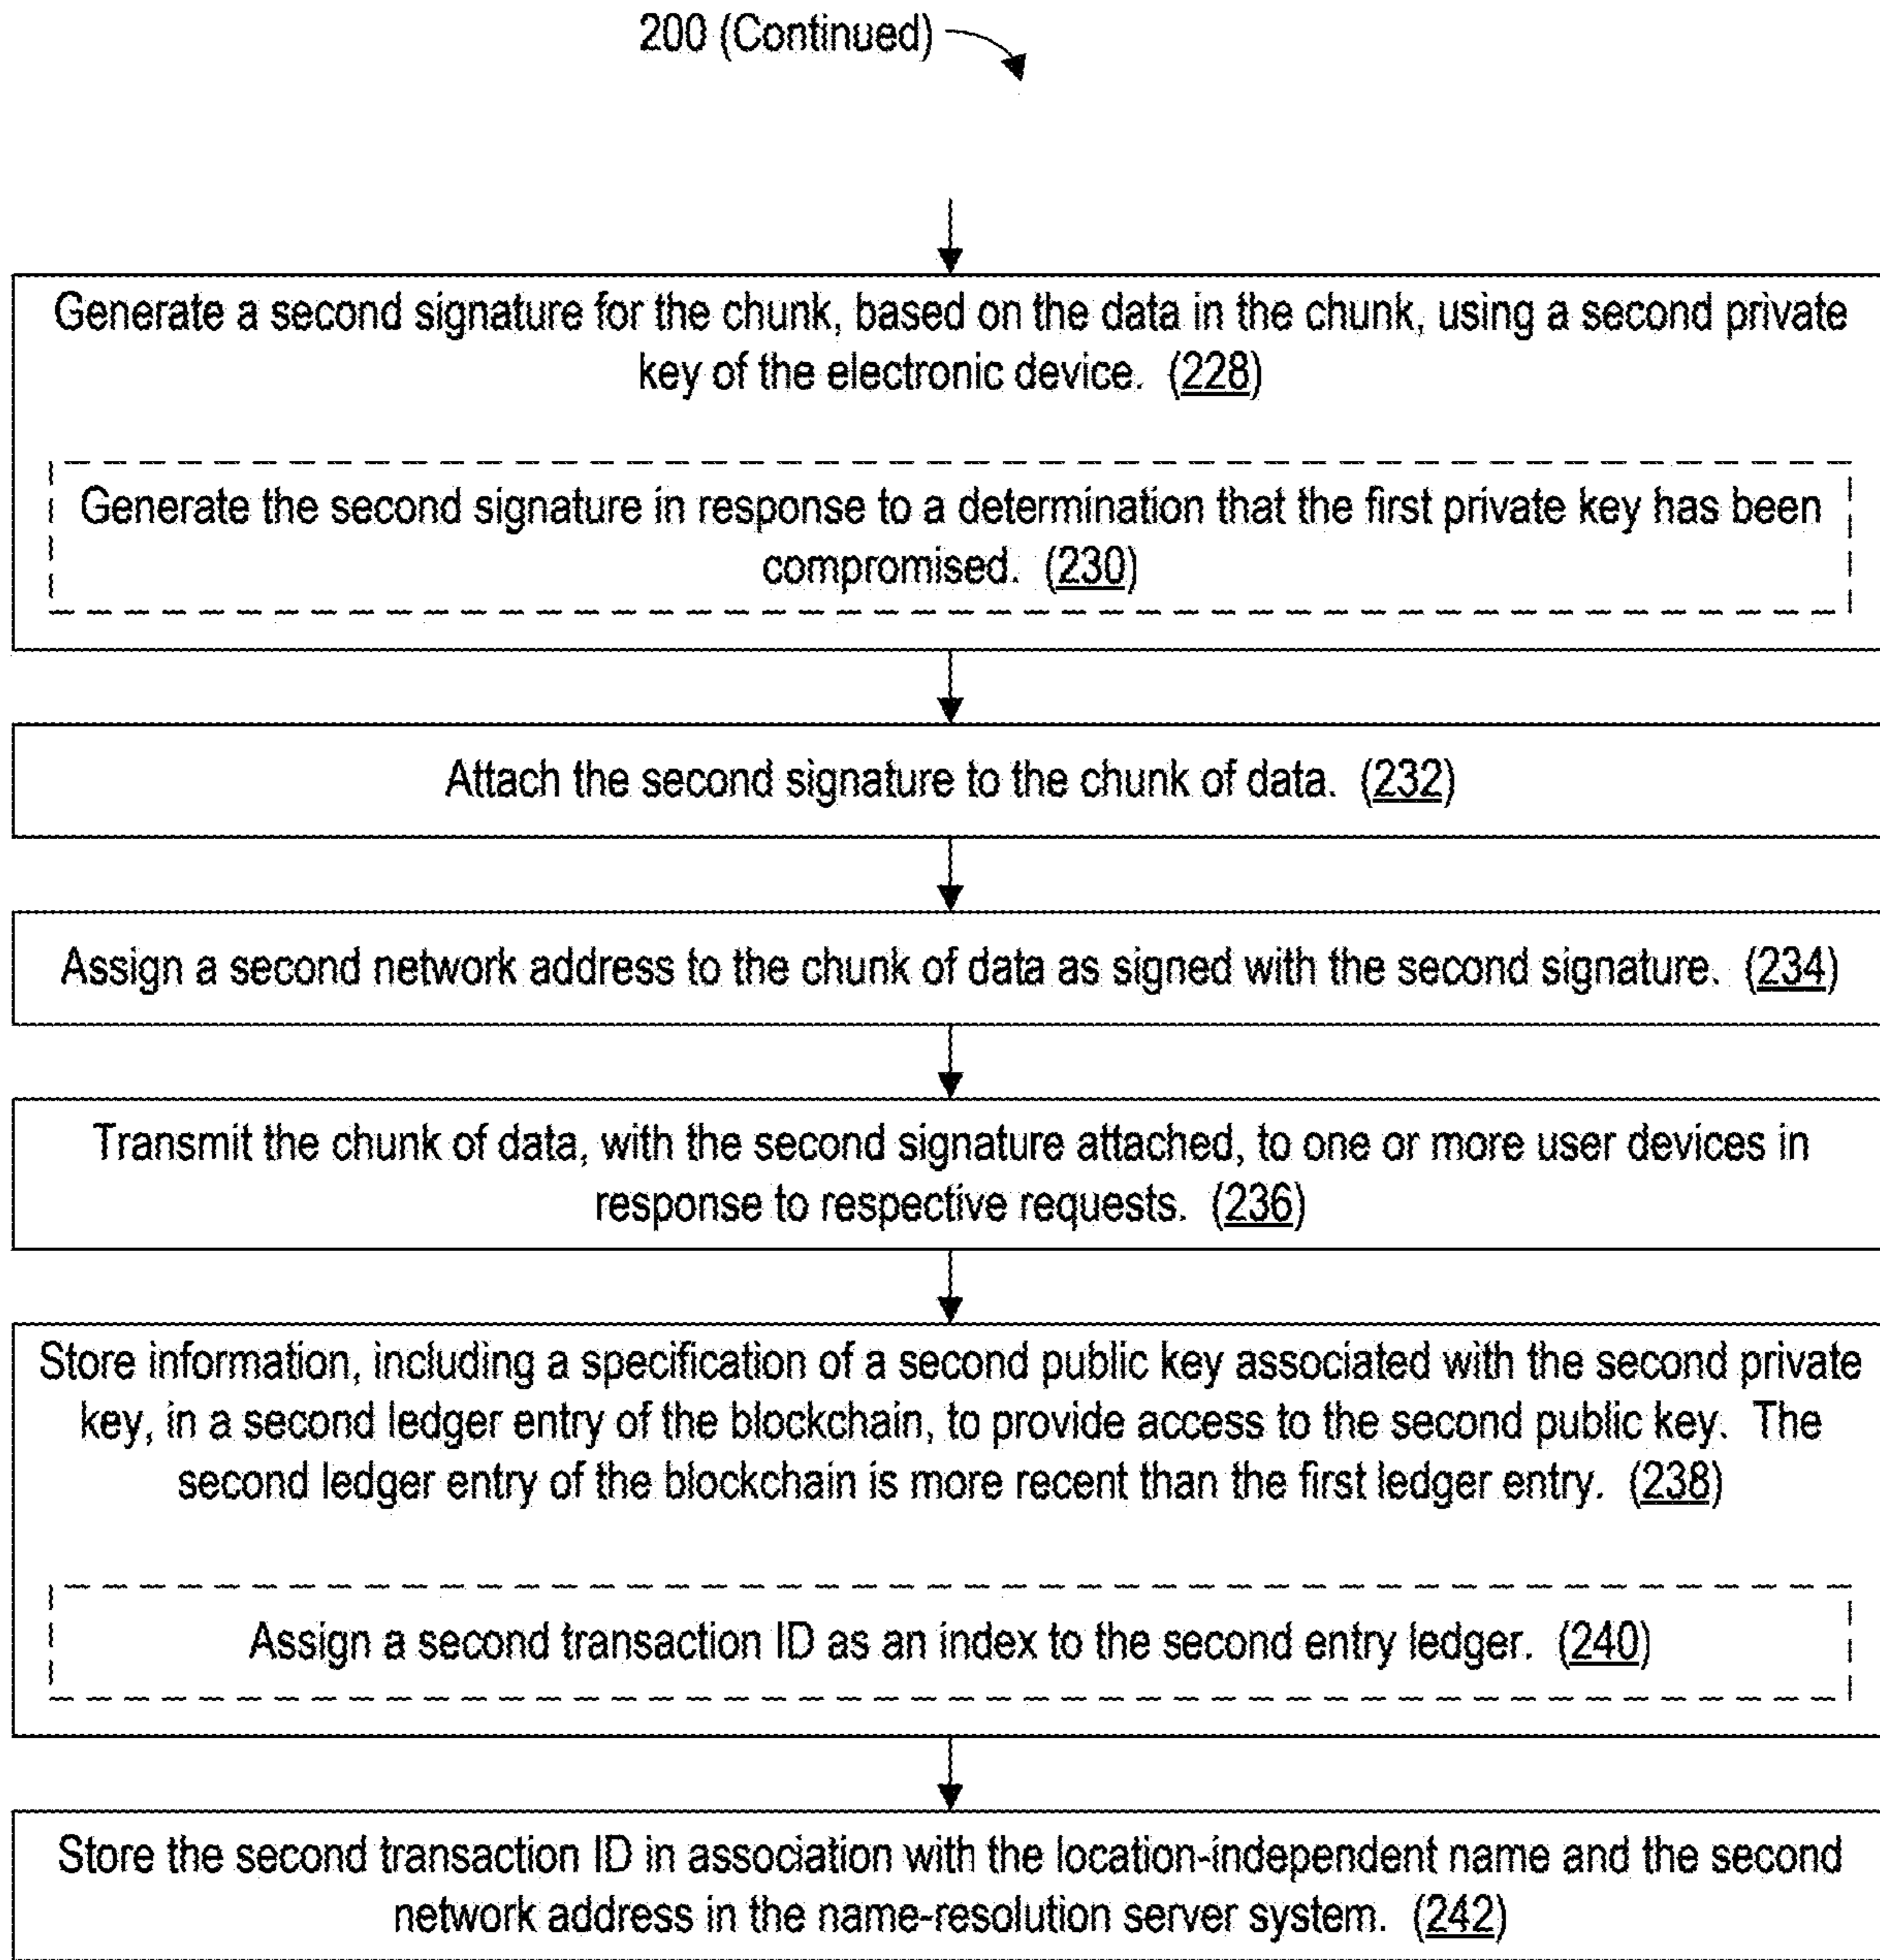 200 (Continued)
Generate a second signature for the chunk, based on the data in the chunk, using a second private
key of the electronic device. (228)
Generate the second signature in response to a determination that the first private key has been
compromised. (230)
Attach the second signature to the chunk of data. (232)
Assign a second network address to the chunk of data as signed with the second signature. (234)
Transmit the chunk of data, with the second signature attached, to one or more user devices in
response to respective requests. (236)
Store information, including a specification of a second public key associated with the second private
key, in a second ledger entry of the blockchain, to provide access to the second public key. The
second ledger entry of the blockchain is more recent than the first ledger entry. (238)
Assign a second transaction ID as an index to the second entry ledger. (240)
Store the second transaction ID in association with the location-independent name and the second
network address in the name-resolution server system. (242)